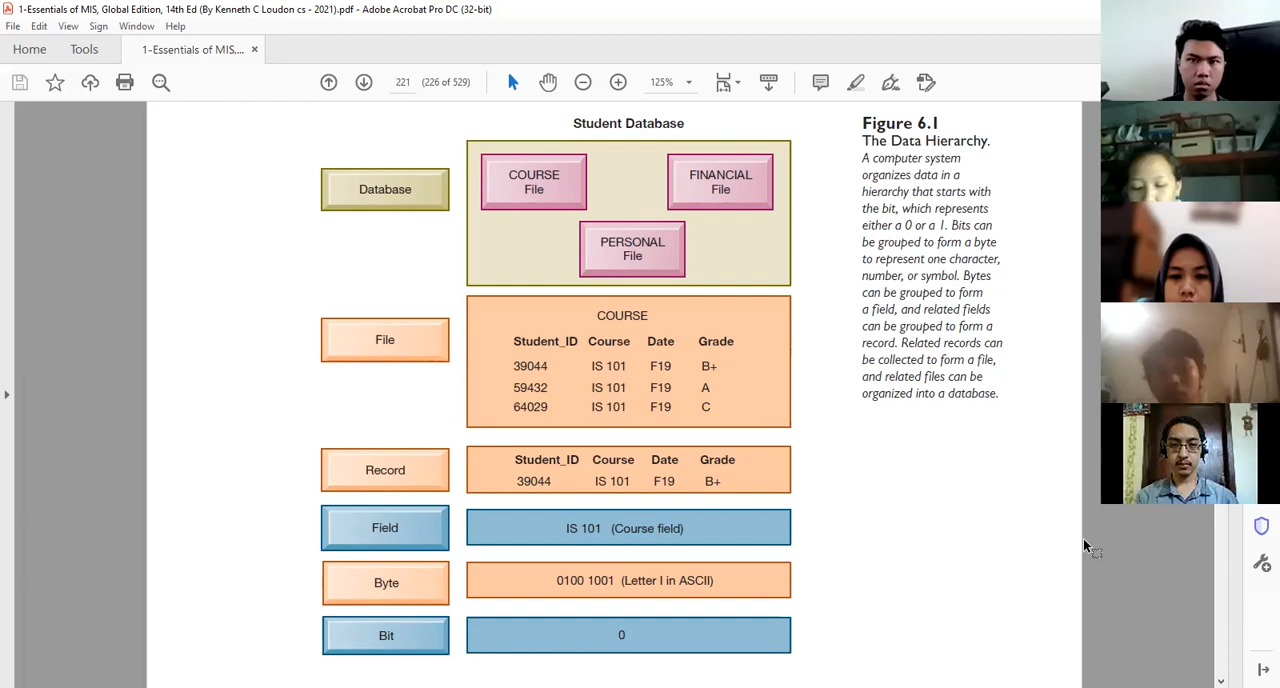 1-Essentials of MIS, Global Edition, 14th Ed (By Kenneth C Loudon cs - 2021).pdf - Adobe Acrobat Pro DC (32-bit)
File Edit View Sign Window Help
Home Tools 1-Essentials of MIS,... ×
221 (226 of 529) 125%
Student Database
Database
COURSE
File
FINANCIAL
File
PERSONAL
File
File
COURSE
Student_ID Course Date Grade
39044 IS 101 F19 B+
59432 IS 101 F19 A
64029 IS 101 F19 C
Record
Student_ID Course Date Grade
39044 IS 101 F19 B+
Field
IS 101 (Course field)
Byte
0100 1001 (Letter I in ASCII)
Bit
0
Figure 6.1
The Data Hierarchy.
A computer system
organizes data in a
hierarchy that starts with
the bit, which represents
either a 0 or a 1. Bits can
be grouped to form a byte
to represent one character,
number, or symbol. Bytes
can be grouped to form
a field, and related fields
can be grouped to form a
record. Related records can
be collected to form a file,
and related files can be
organized into a database.